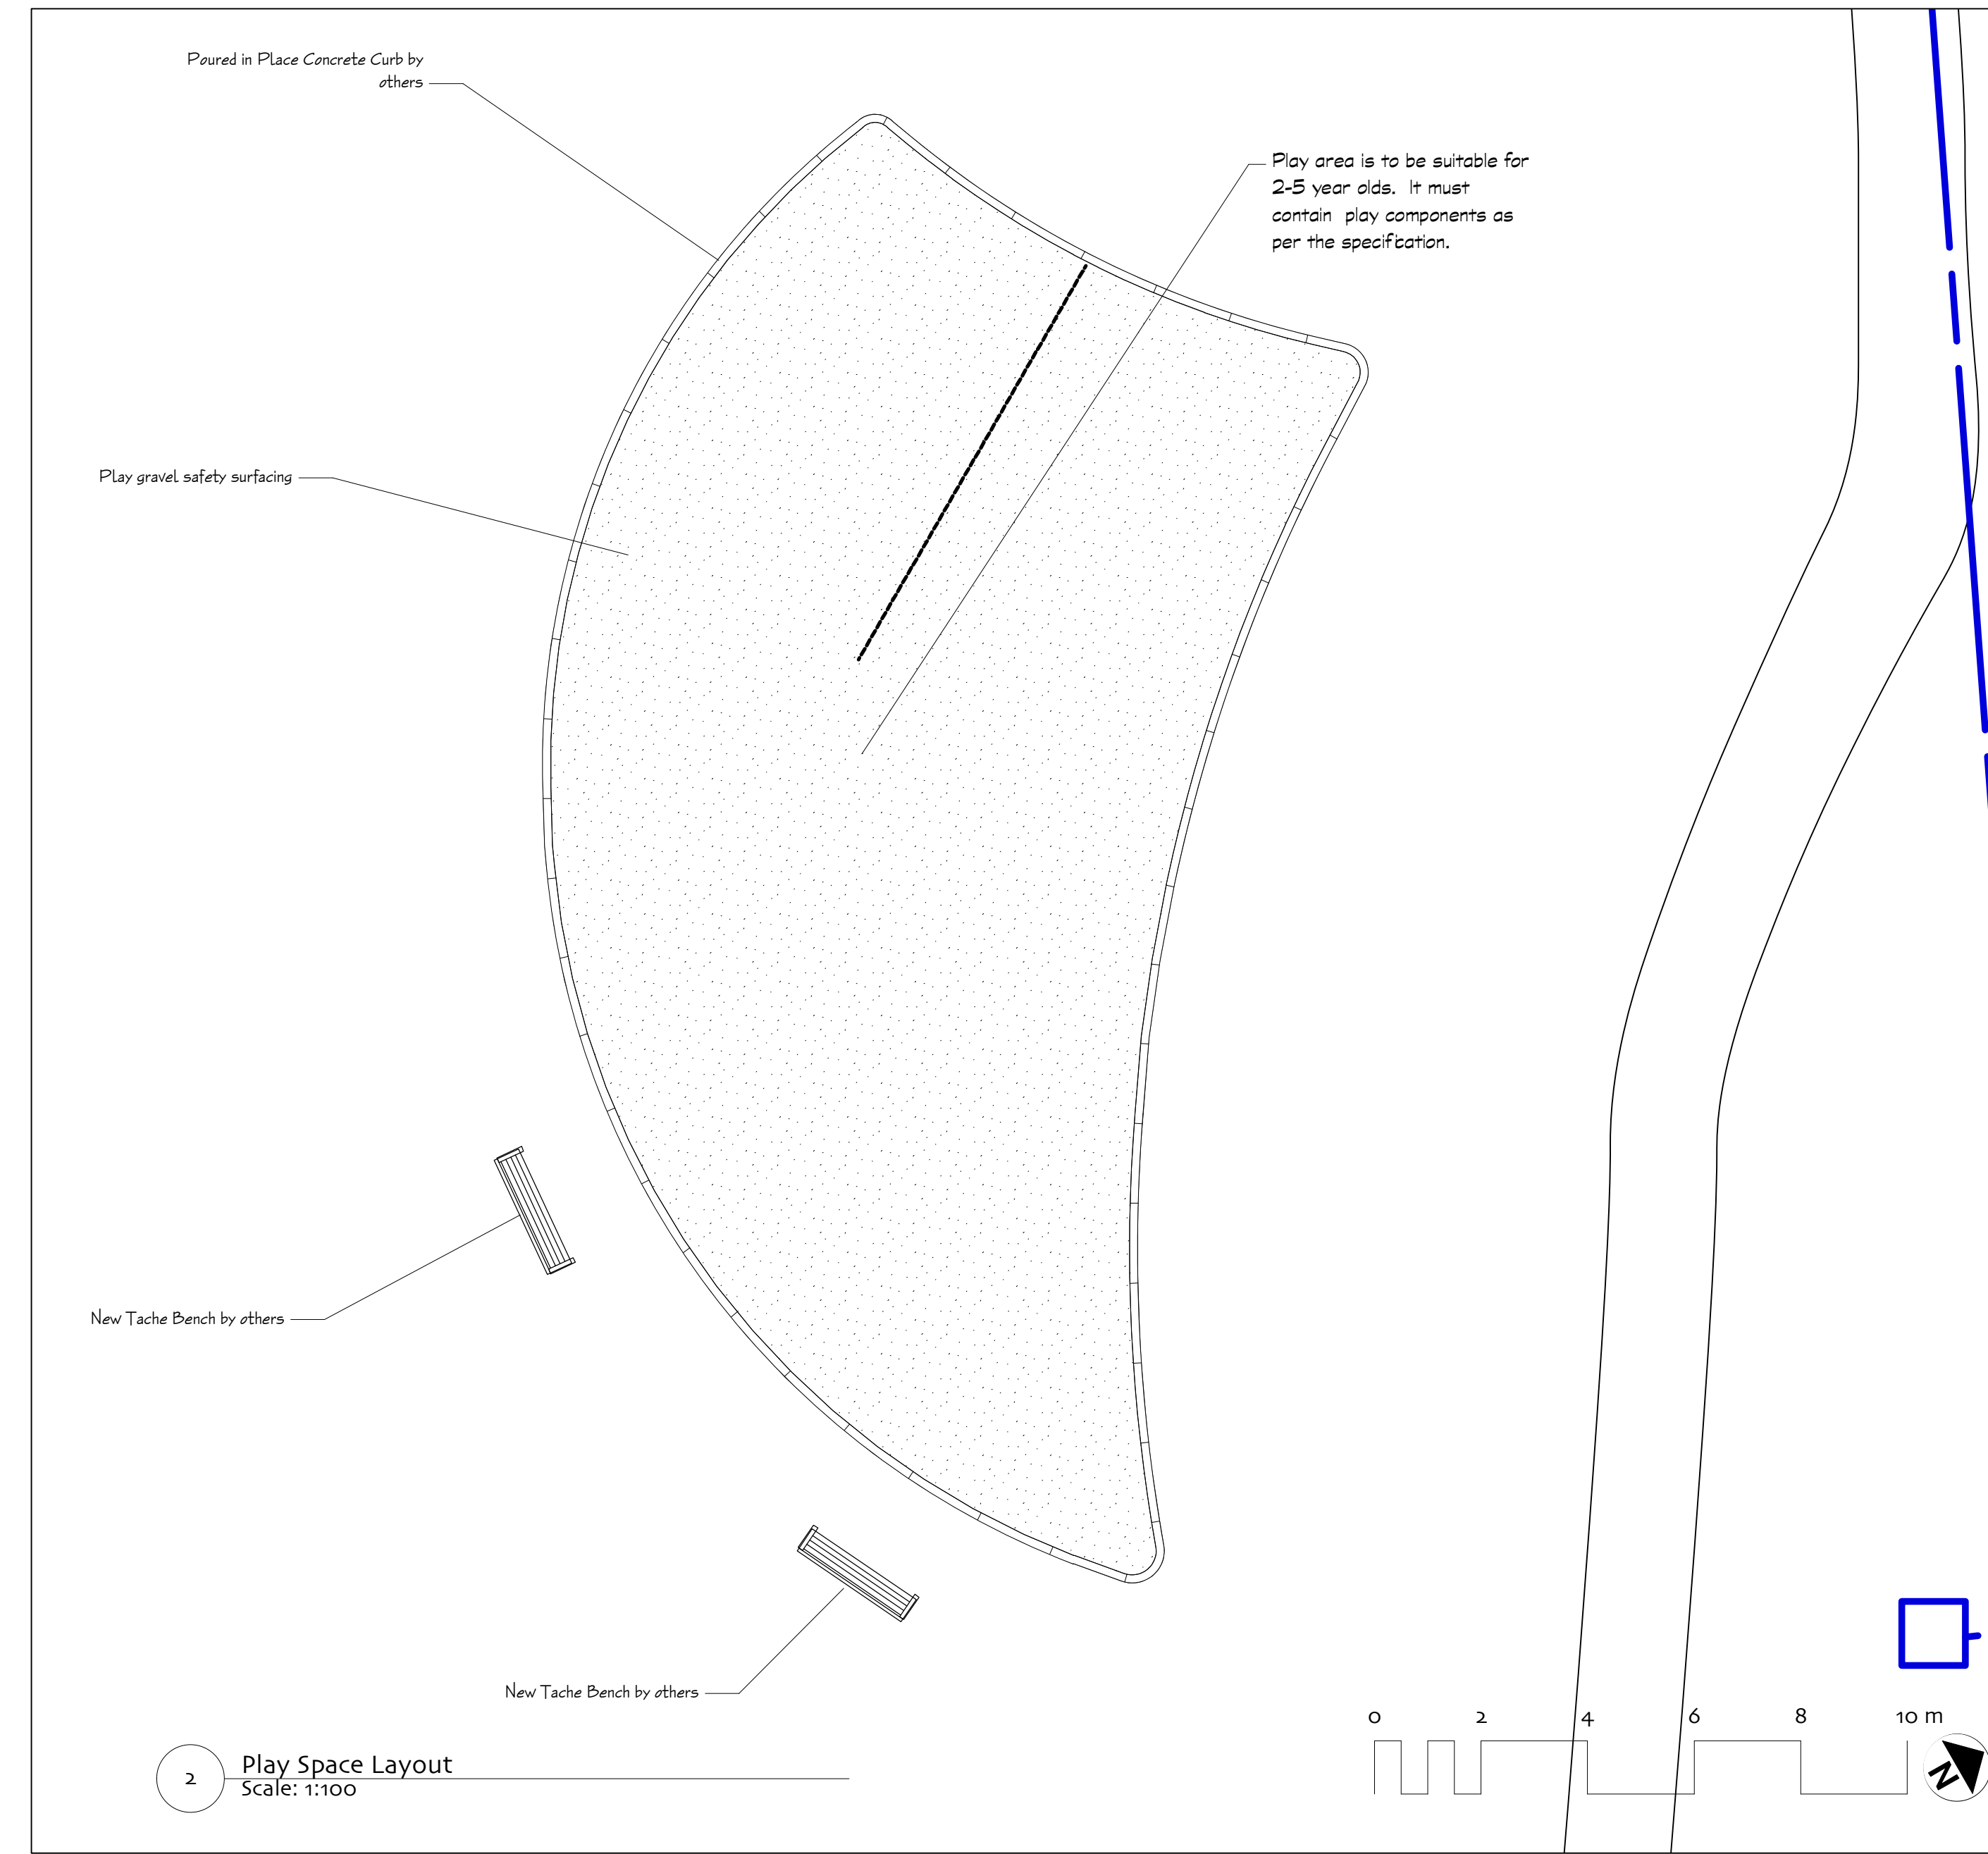 Poured in Place Concrete Curb by
others
Play area is to be suitable for
2-5 year olds. It must
contain play components as
per the specification.
Play gravel safety surfacing
New Tache Bench by others
New Tache Bench by others
0 2 4 6 8 10 m
2
Play Space Layout
Scale: 1:100
N